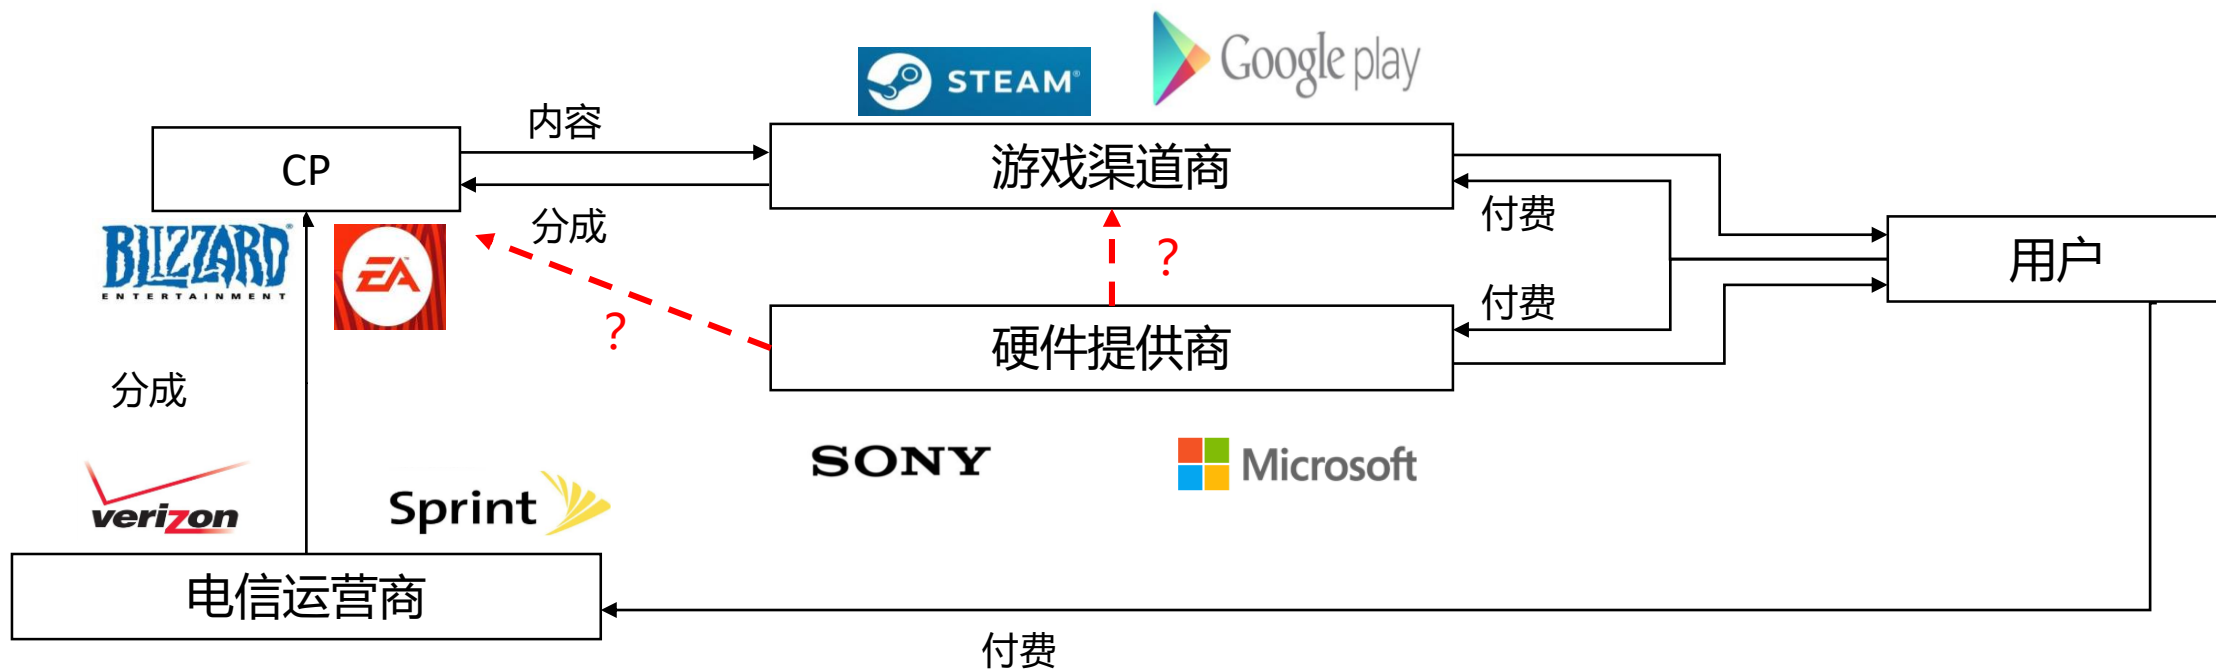 STEAM®
Google play
内容
CP
游戏渠道商
分成
付费
BLIZZARD®
ENTERTAINMENT
EA
?
用户
?
付费
硬件提供商
分成
SONY
Microsoft
verizon
Sprint
电信运营商
付费